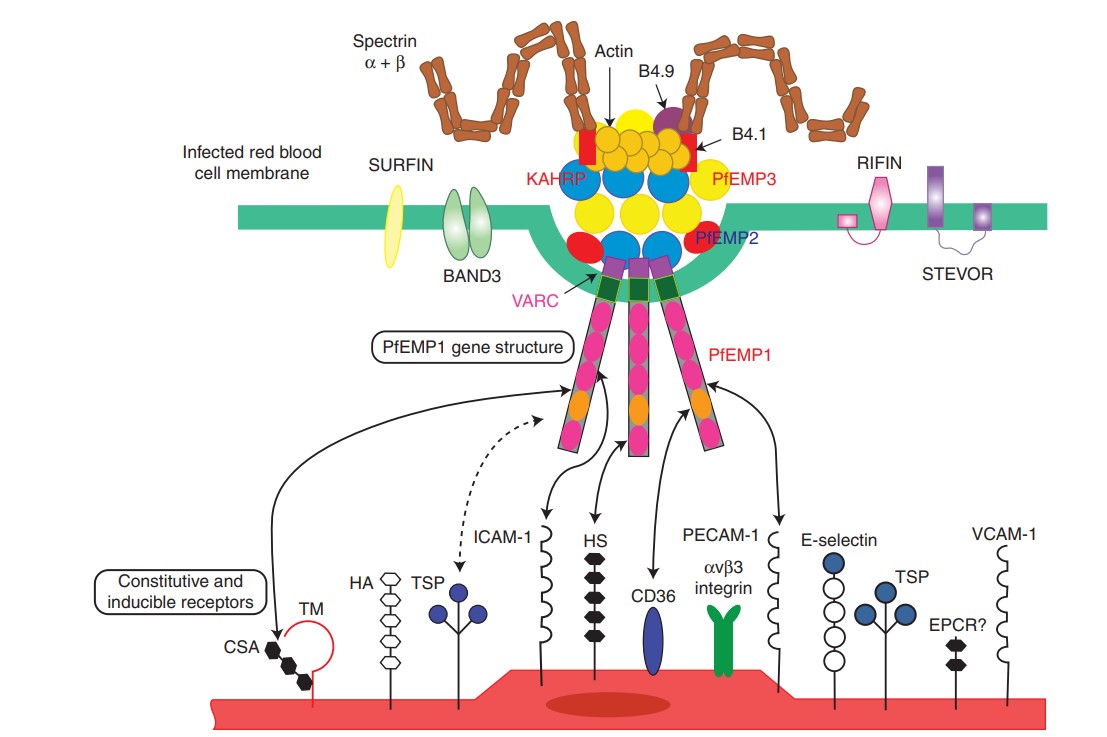 Spectrin
α + β
Actin
B4.9
B4.1
Infected red blood
cell membrane
SURFIN
KAHRP
PfEMP3
RIFIN
BAND3
PfEMP2
STEVOR
VARC
PfEMP1 gene structure
PfEMP1
ICAM-1
HS
PECAM-1
αvβ3
integrin
E-selectin
VCAM-1
Constitutive and
inducible receptors
HA
TSP
CD36
TSP
TM
CSA
EPCR?